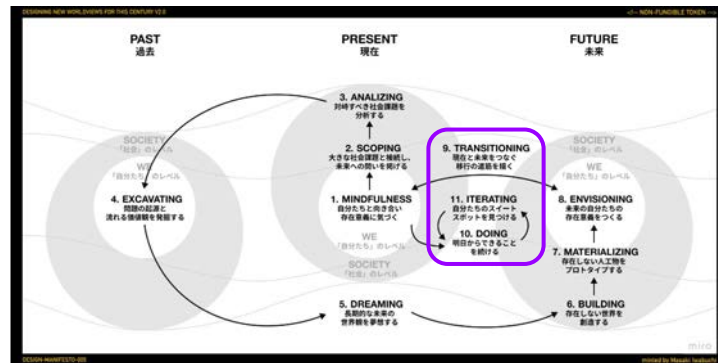 DESIGNING NEW WORLDVIEWS FOR THIS CENTURY V2.0
<!-- NON-FUNGIBLE TOKEN -->
PAST
過去
PRESENT
現在
FUTURE
未来
3. ANALIZING
対峙すべき社会課題を
分析する
SOCIETY
「社会」のレベル
WE
「自分たち」のレベル
2. SCOPING
大きな社会課題と接続し、
未来への問いを掲げる
9. TRANSITIONING
現在と未来をつなぐ
移行の道筋を描く
SOCIETY
「社会」のレベル
WE
「自分たち」のレベル
4. EXCAVATING
問題の起源と
流れる価値観を発掘する
1. MINDFULNESS
自分たちと向き合い
存在意義に気づく
11. ITERATING
自分たちのスイート
スポットを見つける
8. ENVISIONING
未来の自分たちの
存在意義をつくる
WE
「自分たち」のレベル
10. DOING
明日からできること
を続ける
7. MATERIALIZING
存在しない人工物を
プロトタイプする
SOCIETY
「社会」のレベル
5. DREAMING
長期的な未来の
世界観を夢想する
6. BUILDING
存在しない世界を
創造する
miro
DESIGN-MANIFESTO-005
minted by Masaki Iwabuchi